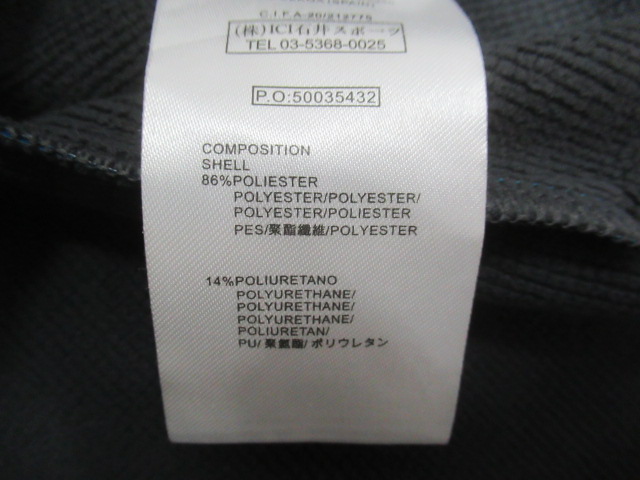 C.I.F.A-20/212775
(株)ICI石井スポーツ
TEL 03-5368-0025
P.O:50035432
COMPOSITION
SHELL
86%POLIESTER
POLYESTER/POLYESTER/
POLYESTER/POLIESTER
PES/聚酯纖維/POLYESTER
14%POLIURETANO
POLYURETHANE/
POLYURETHANE/
POLYURETHANE/
POLIURETAN/
PU/聚氨酯/ポリウレタン